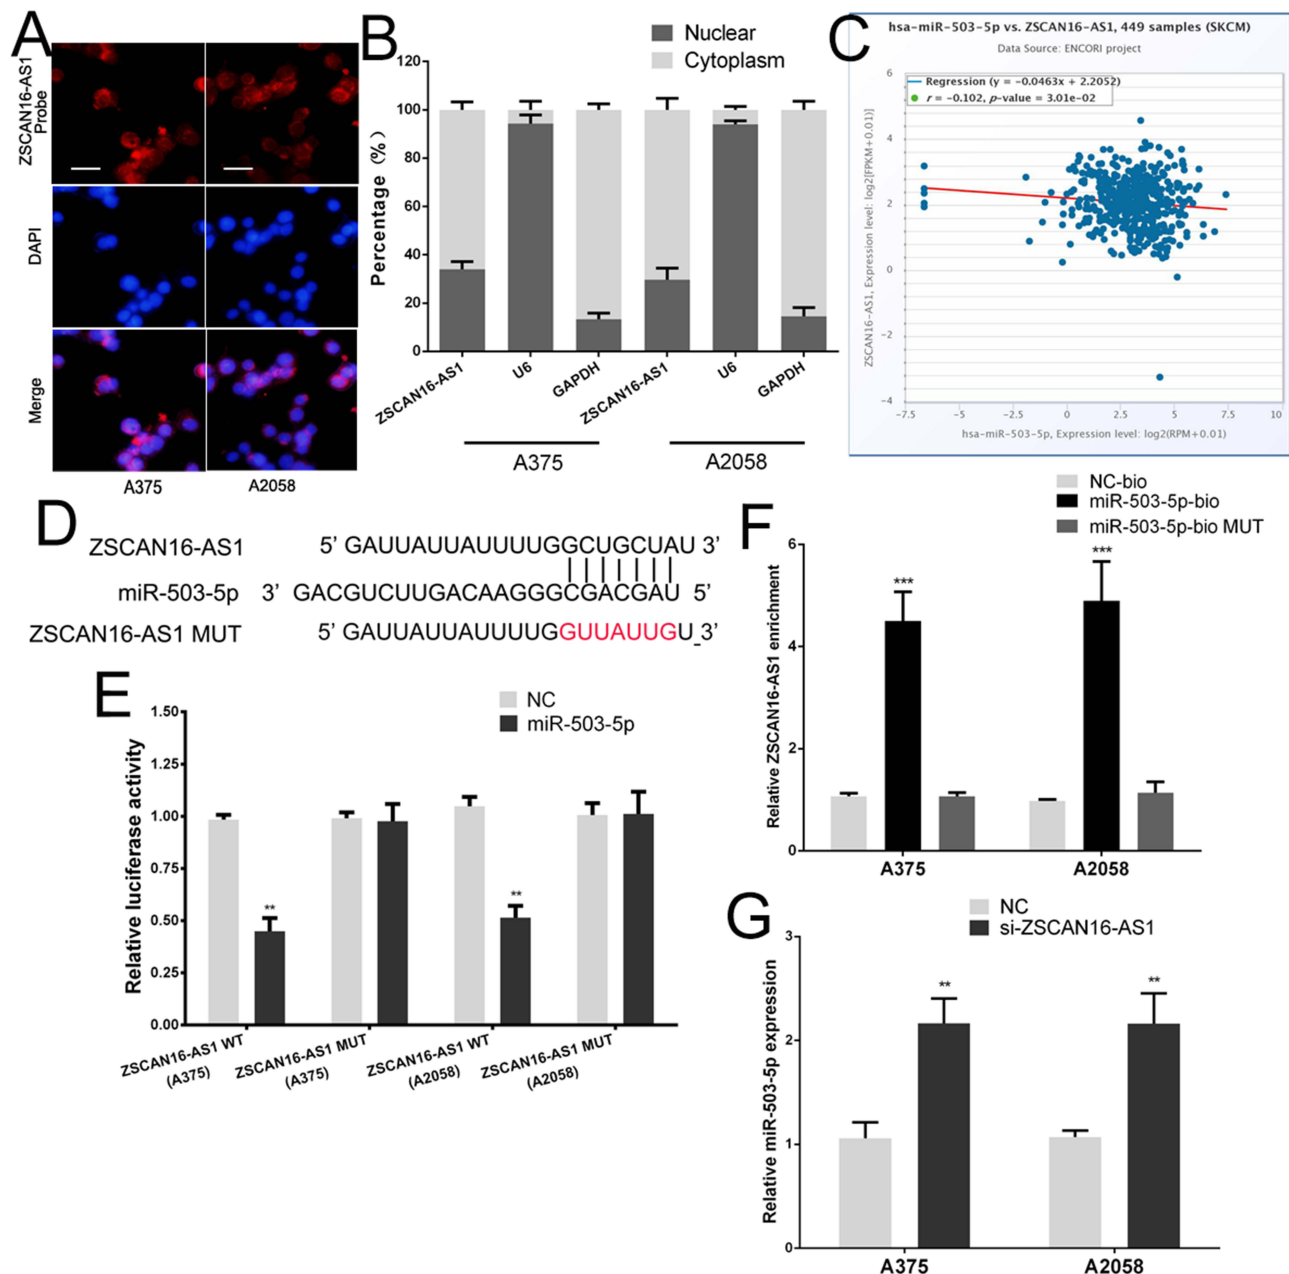 A
ZSCAN16-AS1
Probe
DAPI
Merge
A375
A2058
B
Nuclear
Cytoplasm
Percentage (%)
120
100
80
60
40
20
0
ZSCAN16-AS1
U6
GAPDH
ZSCAN16-AS1
U6
GAPDH
A375
A2058
C
hsa-miR-503-5p vs. ZSCAN16-AS1, 449 samples (SKCM)
Data Source: ENCORI project
Regression (y = -0.0463x + 2.2052)
r = -0.102, p-value = 3.01e-02
ZSCAN16-AS1, Expression level: log2[FPKM+0.01)]
6
4
2
0
-2
-4
-7.5
-5
-2.5
0
2.5
5
7.5
10
hsa-miR-503-5p, Expression level: log2(RPM+0.01)
D
ZSCAN16-AS1 5’ GAUUAUUAUUUUGGCUGCUAU 3’
miR-503-5p 3’ GACGUCUUGACAAGGGCGACGAU 5’
ZSCAN16-AS1 MUT 5’ GAUUAUUAUUUUGGUUAUUGU_3’
E
NC
miR-503-5p
Relative luciferase activity
1.50
1.25
1.00
0.75
0.50
0.25
0.00
**
**
ZSCAN16-AS1 WT
(A375)
ZSCAN16-AS1 MUT
(A375)
ZSCAN16-AS1 WT
(A2058)
ZSCAN16-AS1 MUT
(A2058)
F
NC-bio
miR-503-5p-bio
miR-503-5p-bio MUT
Relative ZSCAN16-AS1 enrichment
6
4
2
0
***
***
A375
A2058
G
NC
si-ZSCAN16-AS1
Relative miR-503-5p expression
3
2
1
0
**
**
A375
A2058